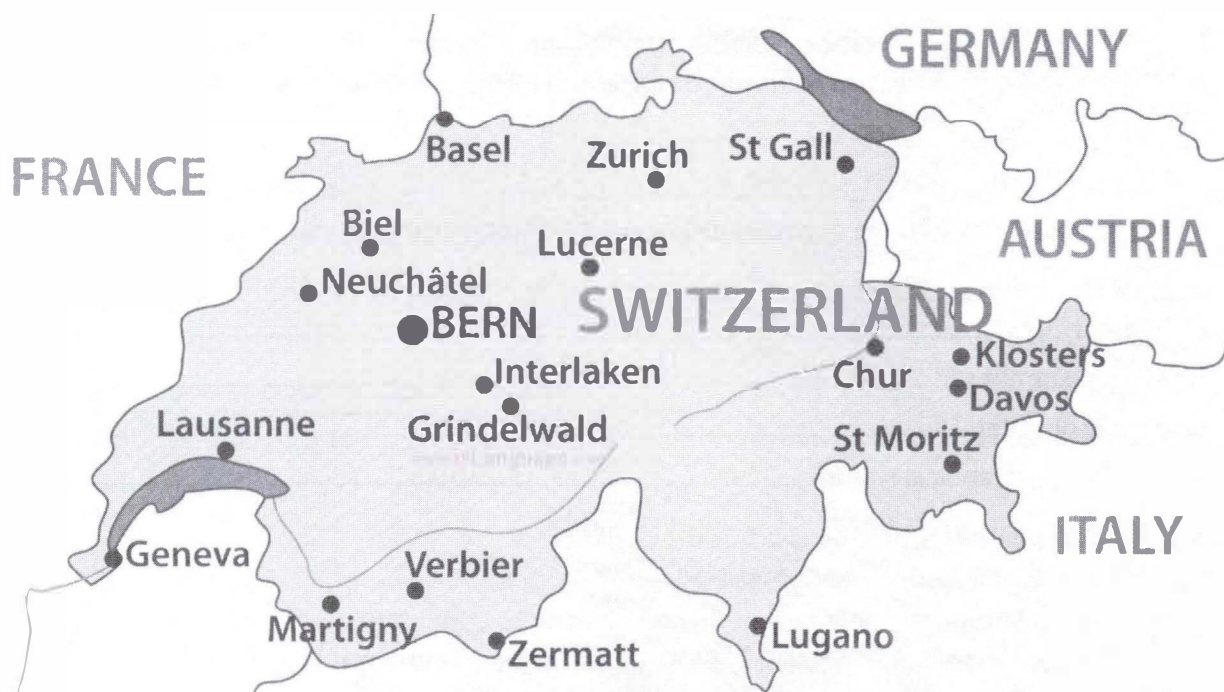 GERMANY
FRANCE
Basel
Zurich
St Gall
Biel
Lucerne
AUSTRIA
Neuchâtel
SWITZERLAND
BERN
Interlaken
Chur
Klosters
Davos
Lausanne
Grindelwald
St Moritz
Geneva
Verbier
ITALY
Martigny
Zermatt
Lugano